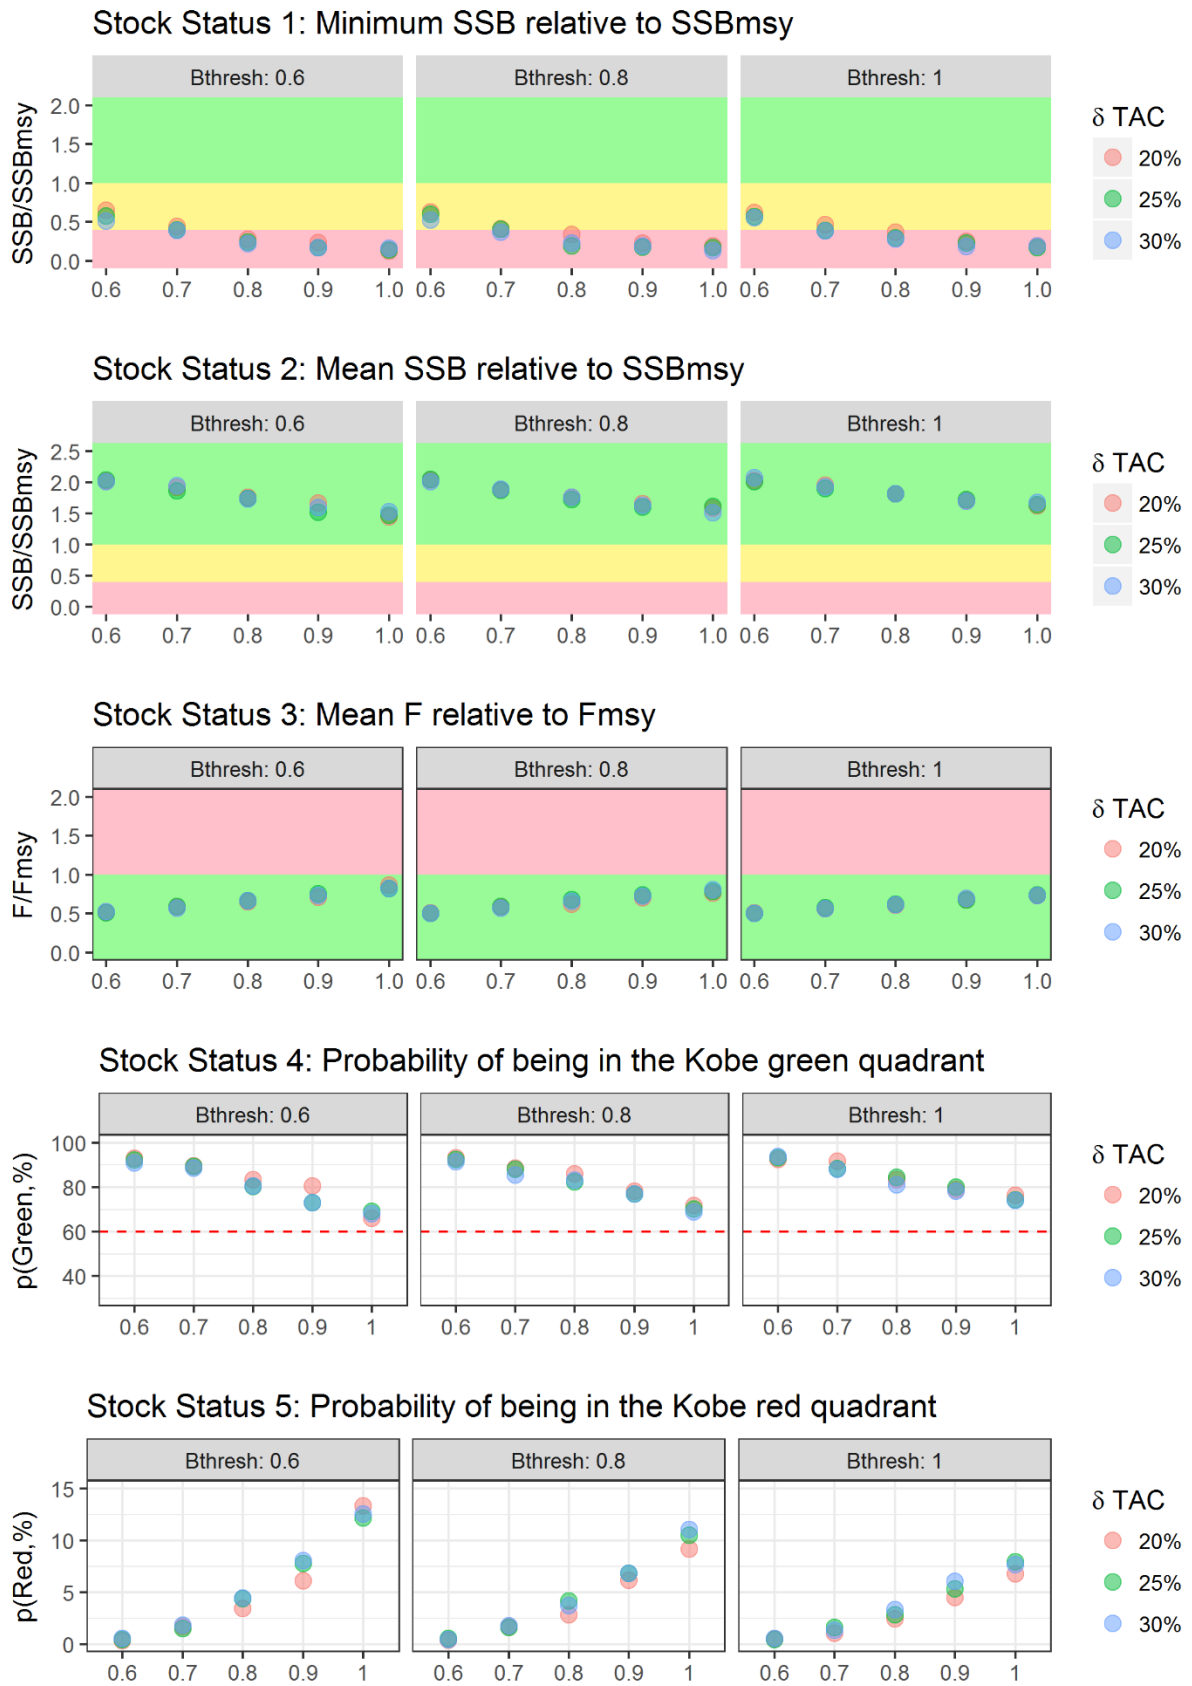 Stock Status 1: Minimum SSB relative to SSBmsy
Bthresh: 0.6 Bthresh: 0.8 Bthresh: 1
SSB/SSBmsy
2.0
1.5
1.0
0.5
0.0
0.6 0.7 0.8 0.9 1.0 0.6 0.7 0.8 0.9 1.0 0.6 0.7 0.8 0.9 1.0
δ TAC
20%
25%
30%
Stock Status 2: Mean SSB relative to SSBmsy
Bthresh: 0.6 Bthresh: 0.8 Bthresh: 1
SSB/SSBmsy
2.5
2.0
1.5
1.0
0.5
0.0
0.6 0.7 0.8 0.9 1.0 0.6 0.7 0.8 0.9 1.0 0.6 0.7 0.8 0.9 1.0
δ TAC
20%
25%
30%
Stock Status 3: Mean F relative to Fmsy
Bthresh: 0.6 Bthresh: 0.8 Bthresh: 1
F/Fmsy
2.0
1.5
1.0
0.5
0.0
0.6 0.7 0.8 0.9 1.0 0.6 0.7 0.8 0.9 1.0 0.6 0.7 0.8 0.9 1.0
δ TAC
20%
25%
30%
Stock Status 4: Probability of being in the Kobe green quadrant
Bthresh: 0.6 Bthresh: 0.8 Bthresh: 1
p(Green,%)
100
80
60
40
0.6 0.7 0.8 0.9 1 0.6 0.7 0.8 0.9 1 0.6 0.7 0.8 0.9 1
δ TAC
20%
25%
30%
Stock Status 5: Probability of being in the Kobe red quadrant
Bthresh: 0.6 Bthresh: 0.8 Bthresh: 1
p(Red,%)
15
10
5
0
0.6 0.7 0.8 0.9 1 0.6 0.7 0.8 0.9 1 0.6 0.7 0.8 0.9 1
δ TAC
20%
25%
30%